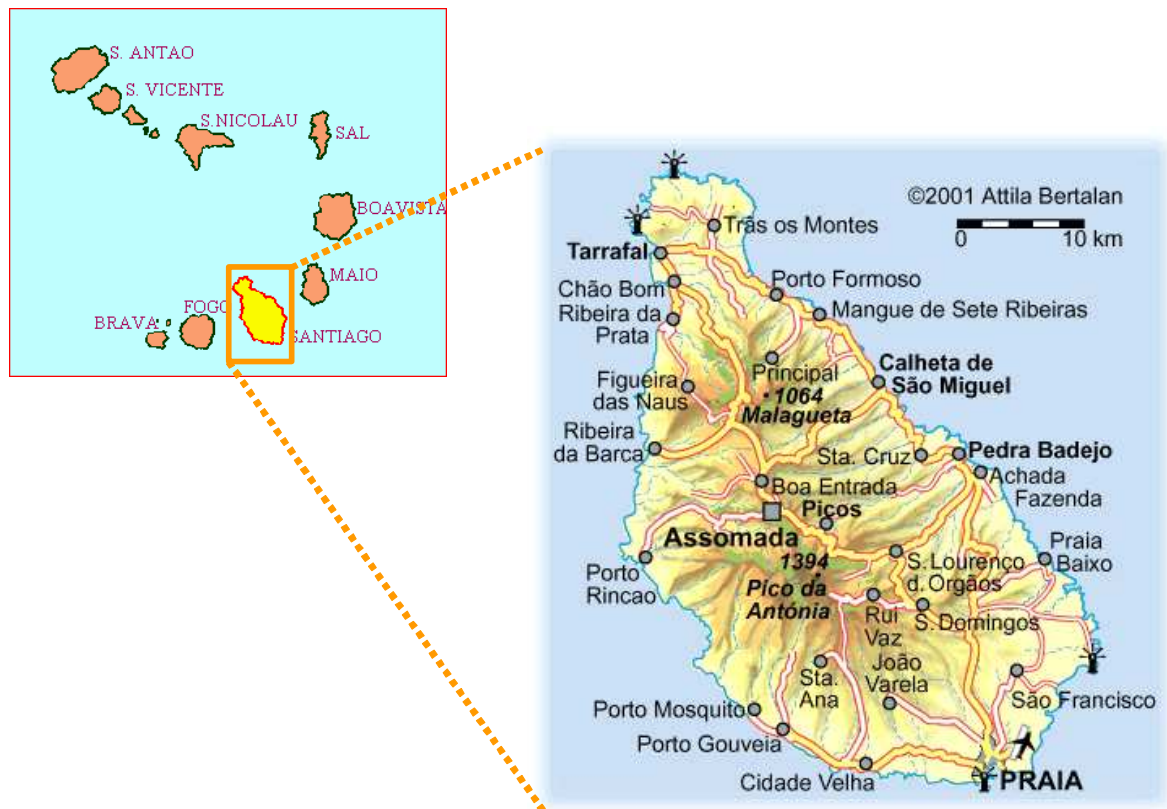 S. ANTAO
S. VICENTE
S.NICOLAU
SAL
BOAVISTA
MAIO
FOGO
BRAVA
SANTIAGO
©2001 Attila Bertalan
0 10 km
Trás os Montes
Tarrafal
Chão Bom
Porto Formoso
Ribeira da
Prata
Mangue de Sete Ribeiras
Principal
Calheta de
São Miguel
Figueira
das Naus
1064
Malagueta
Ribeira
da Barca
Sta. Cruz
Pedra Badejo
Achada
Fazenda
Boa Entrada
Picos
Assomada
Porto
Rincao
1394
Pico da
Antónia
S. Lourenço
d. Orgãos
Praia
Baixo
Rui
Vaz
S. Domingos
Sta.
Ana
João
Varela
São Francisco
Porto Mosquito
Porto Gouveia
Cidade Velha
PRAIA